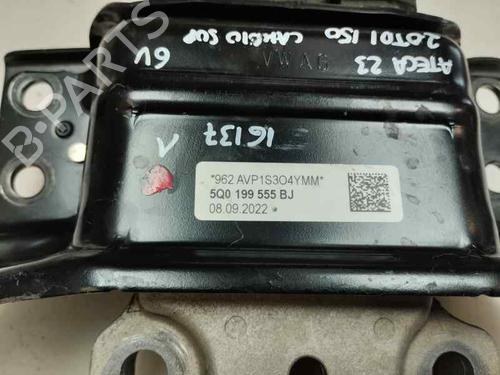 ATECA 23
2.0TDI 150
CAMBIO SUP
6V
VWAG
16137
1
*962 AVP1S3O4YMM*
5Q0 199 555 BJ
08.09.2022
B-PARTS